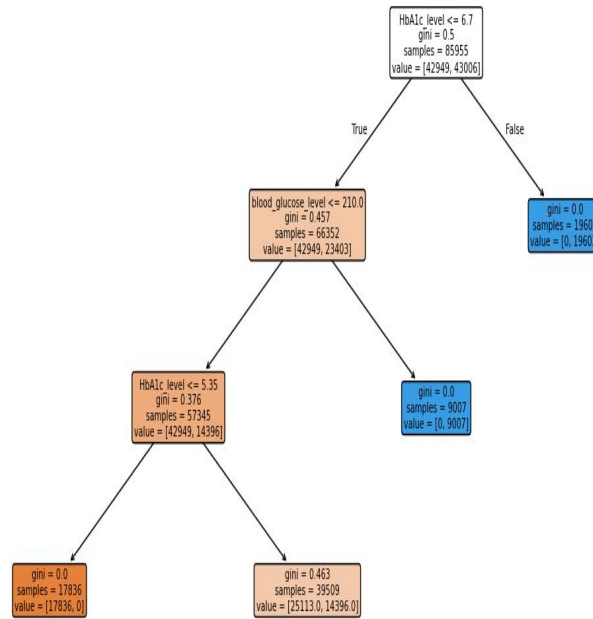 HbA1c_level <= 6.7
gini = 0.5
samples = 85955
value = [42949, 43006]
True
False
blood_glucose_level <= 210.0
gini = 0.457
samples = 66352
value = [42949, 23403]
gini = 0.0
samples = 1960
value = [0, 1960
HbA1c_level <= 5.35
gini = 0.376
samples = 57345
value = [42949, 14396]
gini = 0.0
samples = 9007
value = [0, 9007]
gini = 0.0
samples = 17836
value = [17836, 0]
gini = 0.463
samples = 39509
value = [25113.0, 14396.0]